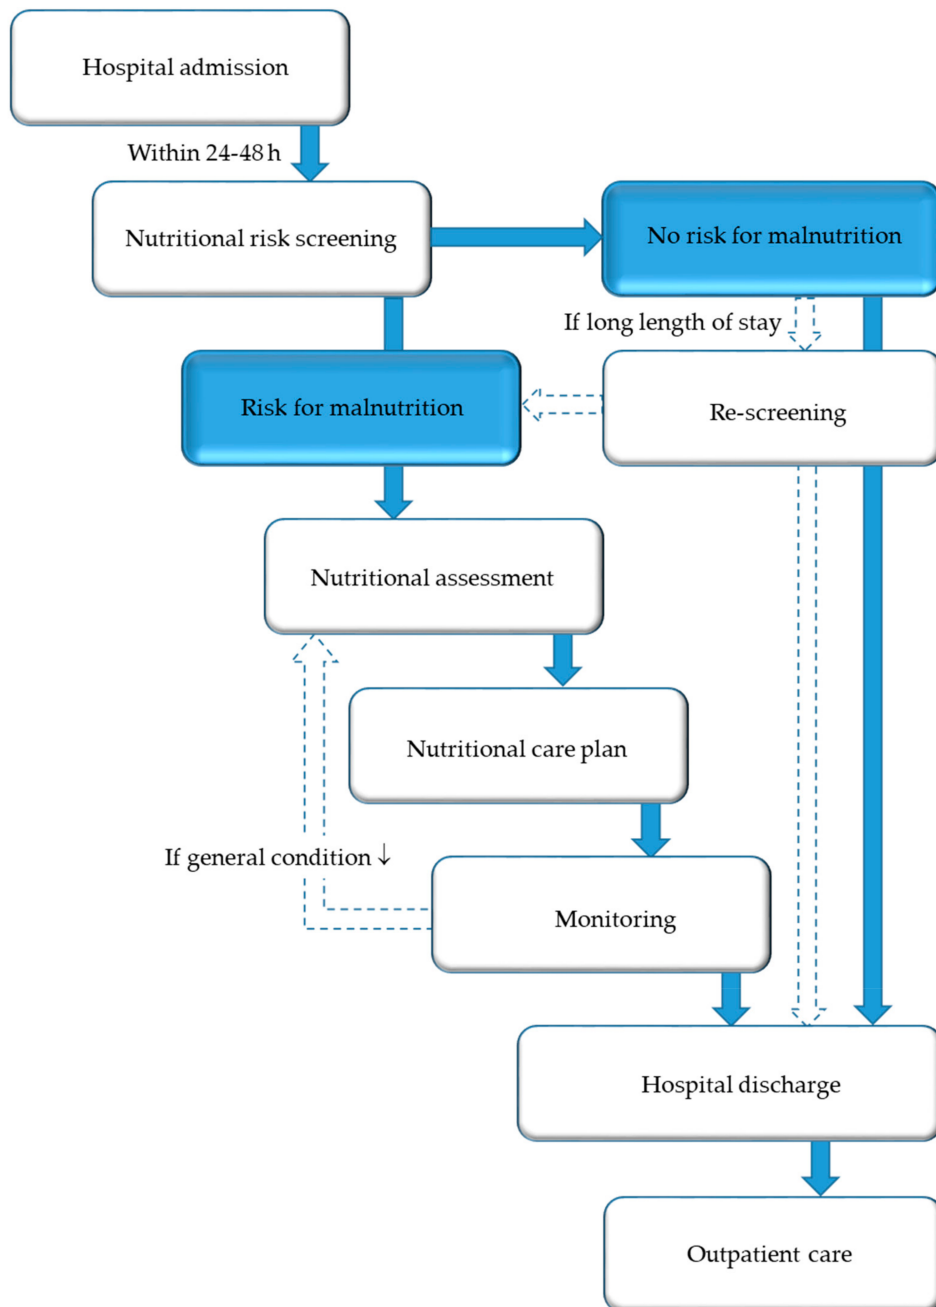 Hospital admission
Within 24-48 h
Nutritional risk screening
No risk for malnutrition
If long length of stay
Risk for malnutrition
Re-screening
Nutritional assessment
Nutritional care plan
If general condition ↓
Monitoring
Hospital discharge
Outpatient care